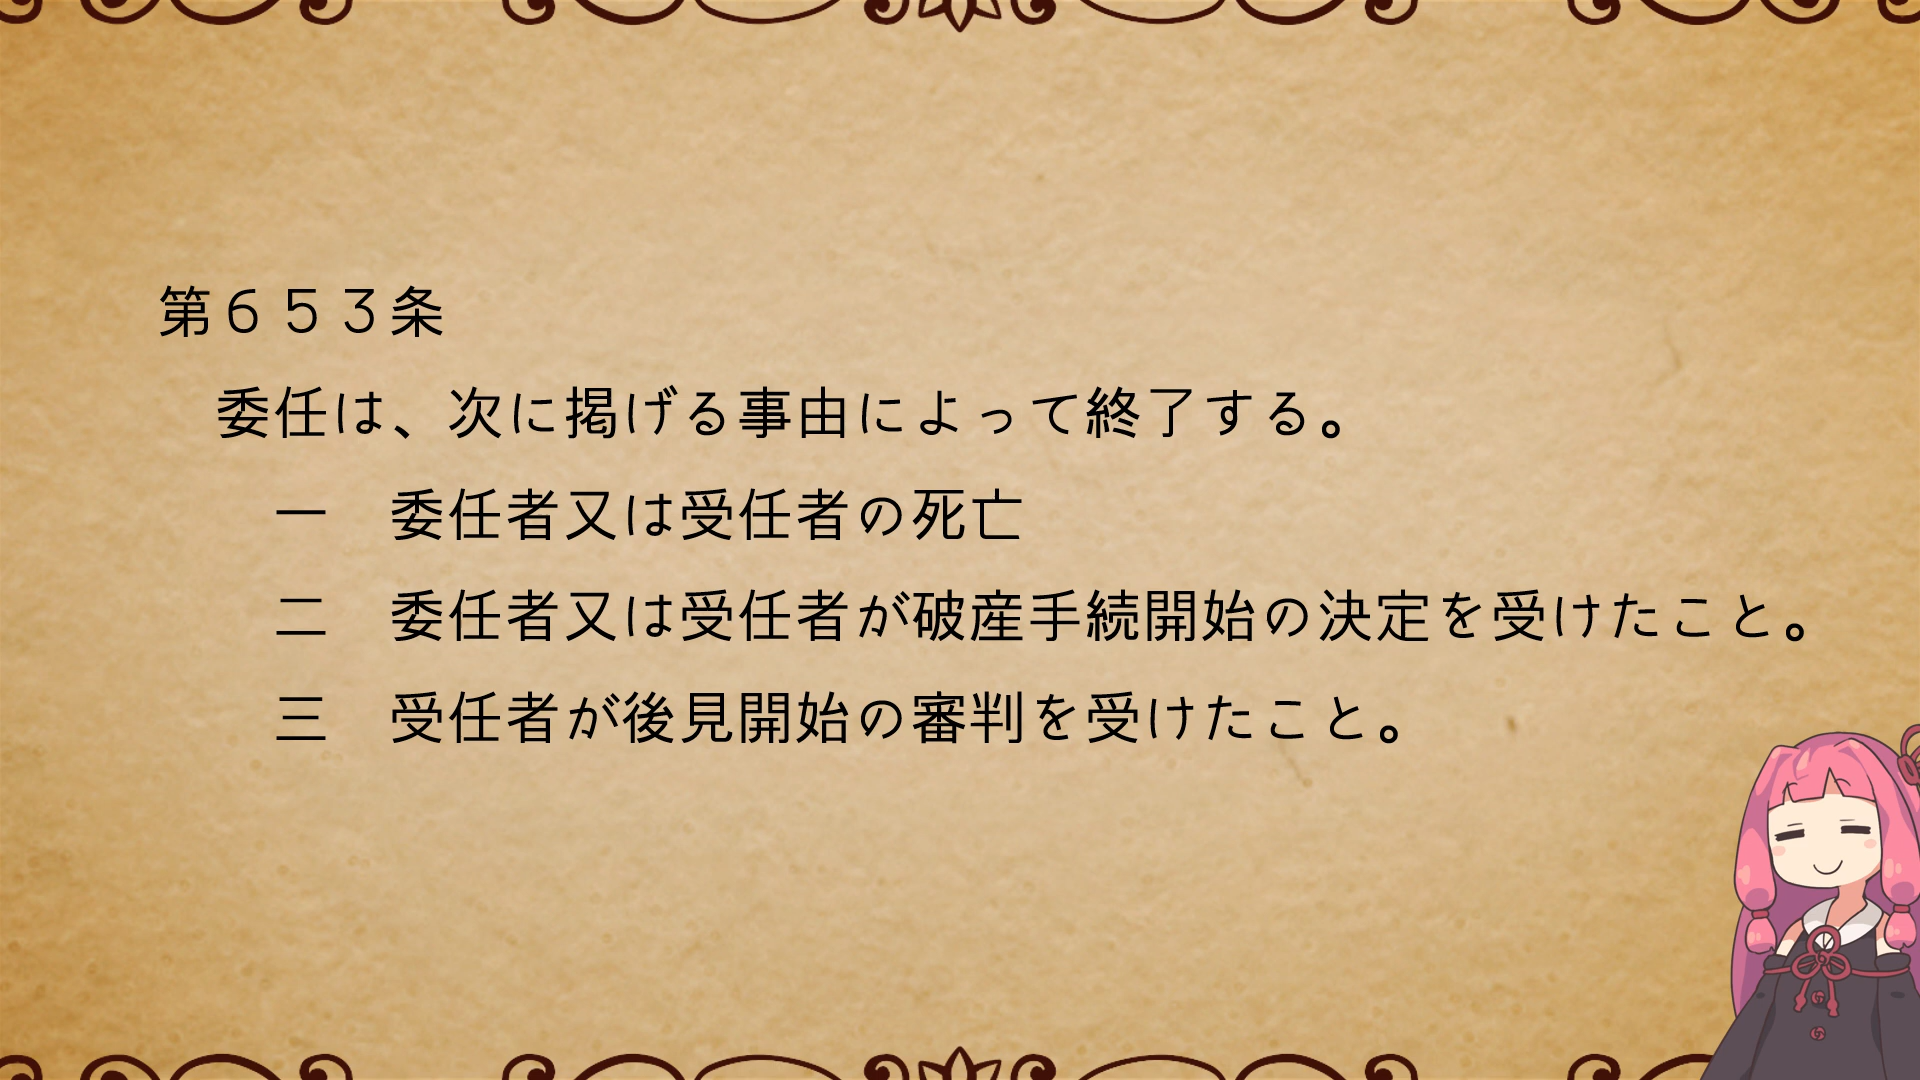 第６５３条
　委任は、次に掲げる事由によって終了する。
　　一　委任者又は受任者の死亡
　　二　委任者又は受任者が破産手続開始の決定を受けたこと。
　　三　受任者が後見開始の審判を受けたこと。